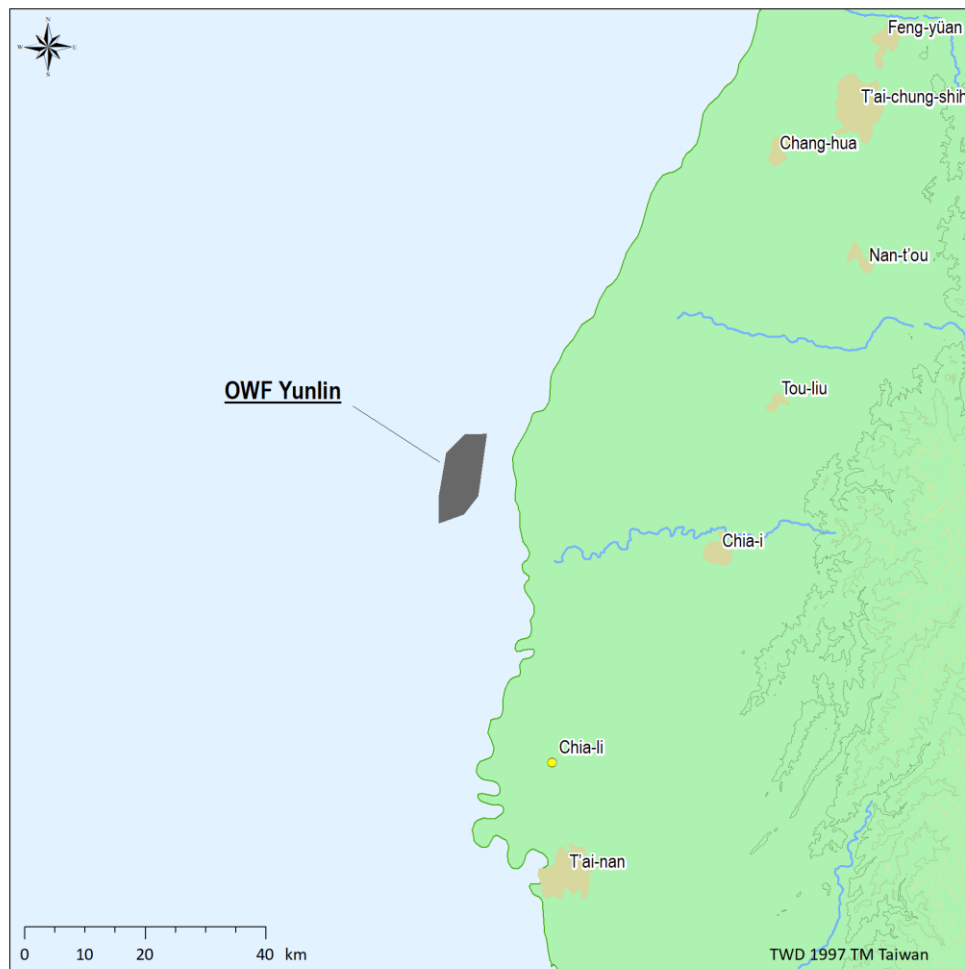 N
W
E
S
Feng-yüan
T'ai-chung-shih
Chang-hua
Nan-t'ou
OWF Yunlin
Tou-liu
Chia-i
Chia-li
T'ai-nan
0 10 20 40 km
TWD 1997 TM Taiwan